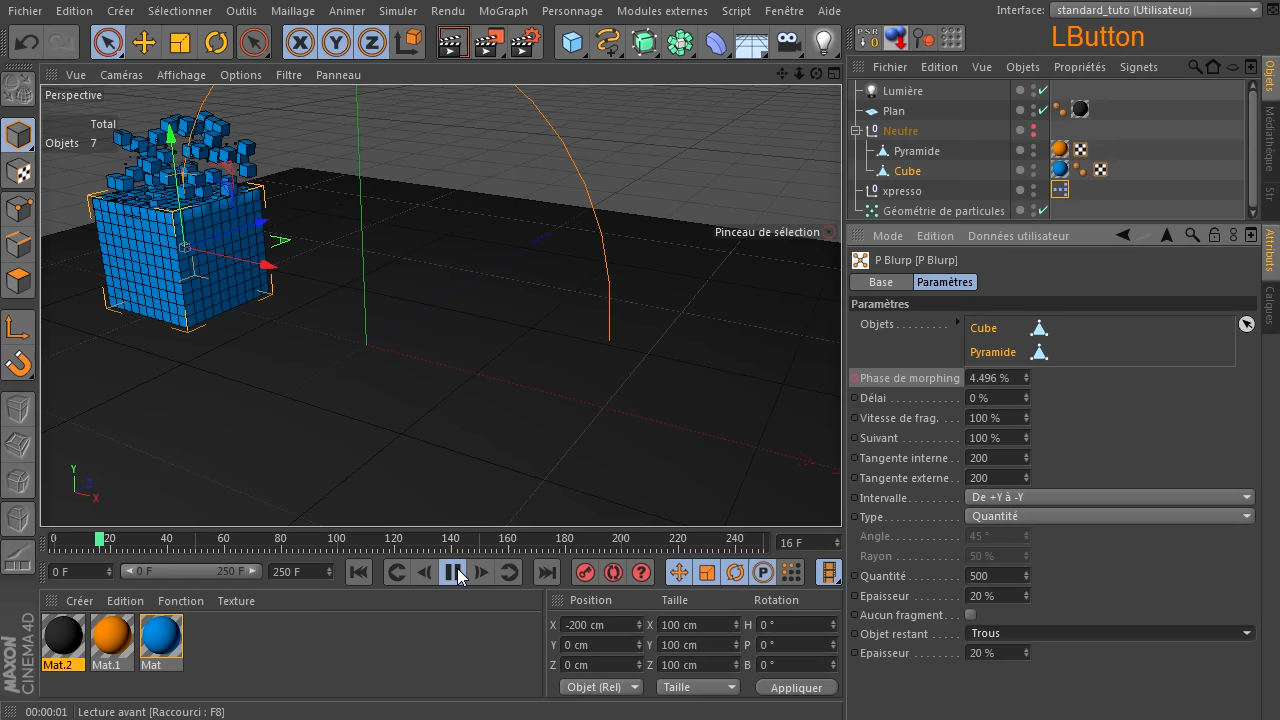 Fichier Edition Créer Sélectionner Outils Maillage Animer Simuler Rendu MoGraph Personnage Modules externes Script Fenêtre Aide
Interface: standard_tuto (Utilisateur)
X Y Z
PSR
0
LButton
Vue Caméras Affichage Options Filtre Panneau
Perspective
Total
Objets 7
Pinceau de sélection
Y
Z
X
0 20 40 60 80 100 120 140 160 180 200 220 240
16 F
0 F
0 F
250 F
250 F
P
Créer Edition Fonction Texture
Mat.2
Mat.1
Mat
Position Taille Rotation
X -200 cm X 100 cm H 0 °
Y 0 cm Y 100 cm P 0 °
Z 0 cm Z 100 cm B 0 °
Objet (Rel) Taille Appliquer
MAXON
CINEMA 4D
00:00:01 Lecture avant [Raccourci : F8]
Fichier Edition Vue Objets Propriétés Signets
Lumière
Plan
Neutre
Pyramide
Cube
xpresso
Géométrie de particules
Objets
Médiathèque
Str
Mode Edition Données utilisateur
P Blurp [P Blurp]
Base Paramètres
Paramètres
Objets
Cube
Pyramide
Phase de morphing 4.496 %
Délai 0 %
Vitesse de frag. 100 %
Suivant 100 %
Tangente interne 200
Tangente externe 200
Intervalle De +Y à -Y
Type Quantité
Angle 45 °
Rayon 50 %
Quantité 500
Epaisseur 20 %
Aucun fragment
Objet restant Trous
Epaisseur 20 %
Attributs
Calques